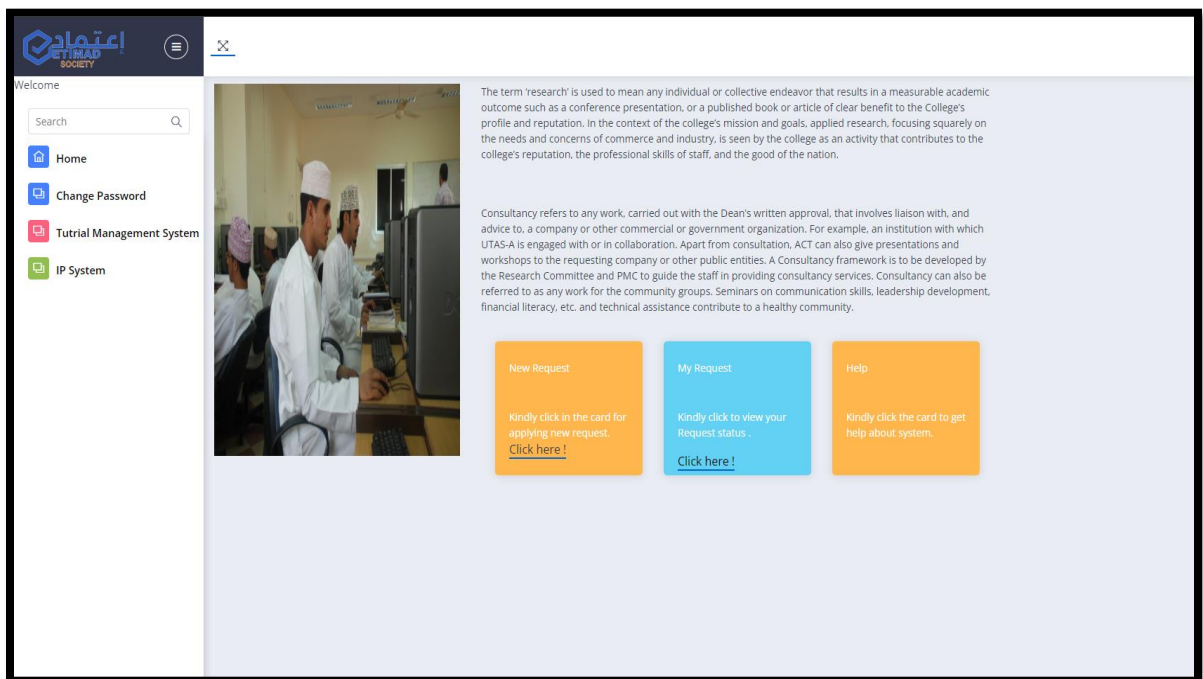 إعتماد
ETIMAD
SOCIETY
Welcome
Search
Home
Change Password
Tutrial Management System
IP System
The term 'research' is used to mean any individual or collective endeavor that results in a measurable academic
outcome such as a conference presentation, or a published book or article of clear benefit to the College's
profile and reputation. In the context of the college's mission and goals, applied research, focusing squarely on
the needs and concerns of commerce and industry, is seen by the college as an activity that contributes to the
college's reputation, the professional skills of staff, and the good of the nation.
Consultancy refers to any work, carried out with the Dean's written approval, that involves liaison with, and
advice to, a company or other commercial or government organization. For example, an institution with which
UTAS-A is engaged with or in collaboration. Apart from consultation, ACT can also give presentations and
workshops to the requesting company or other public entities. A Consultancy framework is to be developed by
the Research Committee and PMC to guide the staff in providing consultancy services. Consultancy can also be
referred to as any work for the community groups. Seminars on communication skills, leadership development,
financial literacy, etc. and technical assistance contribute to a healthy community.
New Request
Kindly click in the card for
applying new request.
Click here !
My Request
Kindly click to view your
Request status .
Click here !
Help
Kindly click the card to get
help about system.